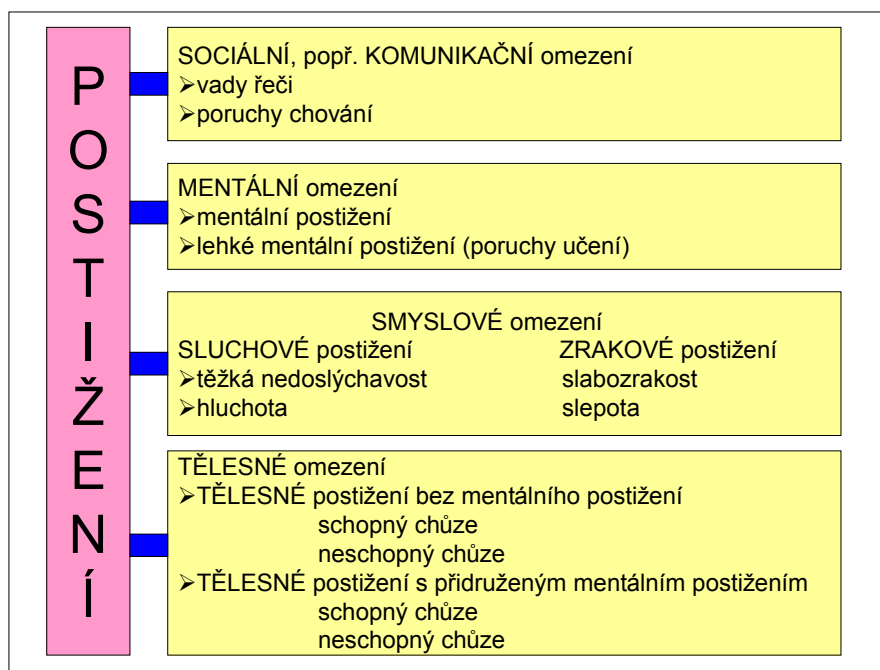 POSTIŽENÍ
SOCIÁLNÍ, popř. KOMUNIKAČNÍ omezení
➢vady řeči
➢poruchy chování
MENTÁLNÍ omezení
➢mentální postižení
➢lehké mentální postižení (poruchy učení)
SMYSLOVÉ omezení
SLUCHOVÉ postižení ZRAKOVÉ postižení
➢těžká nedoslýchavost slabozrakost
➢hluchota slepota
TĚLESNÉ omezení
➢TĚLESNÉ postižení bez mentálního postižení
schopný chůze
neschopný chůze
➢TĚLESNÉ postižení s přidruženým mentálním postižením
schopný chůze
neschopný chůze